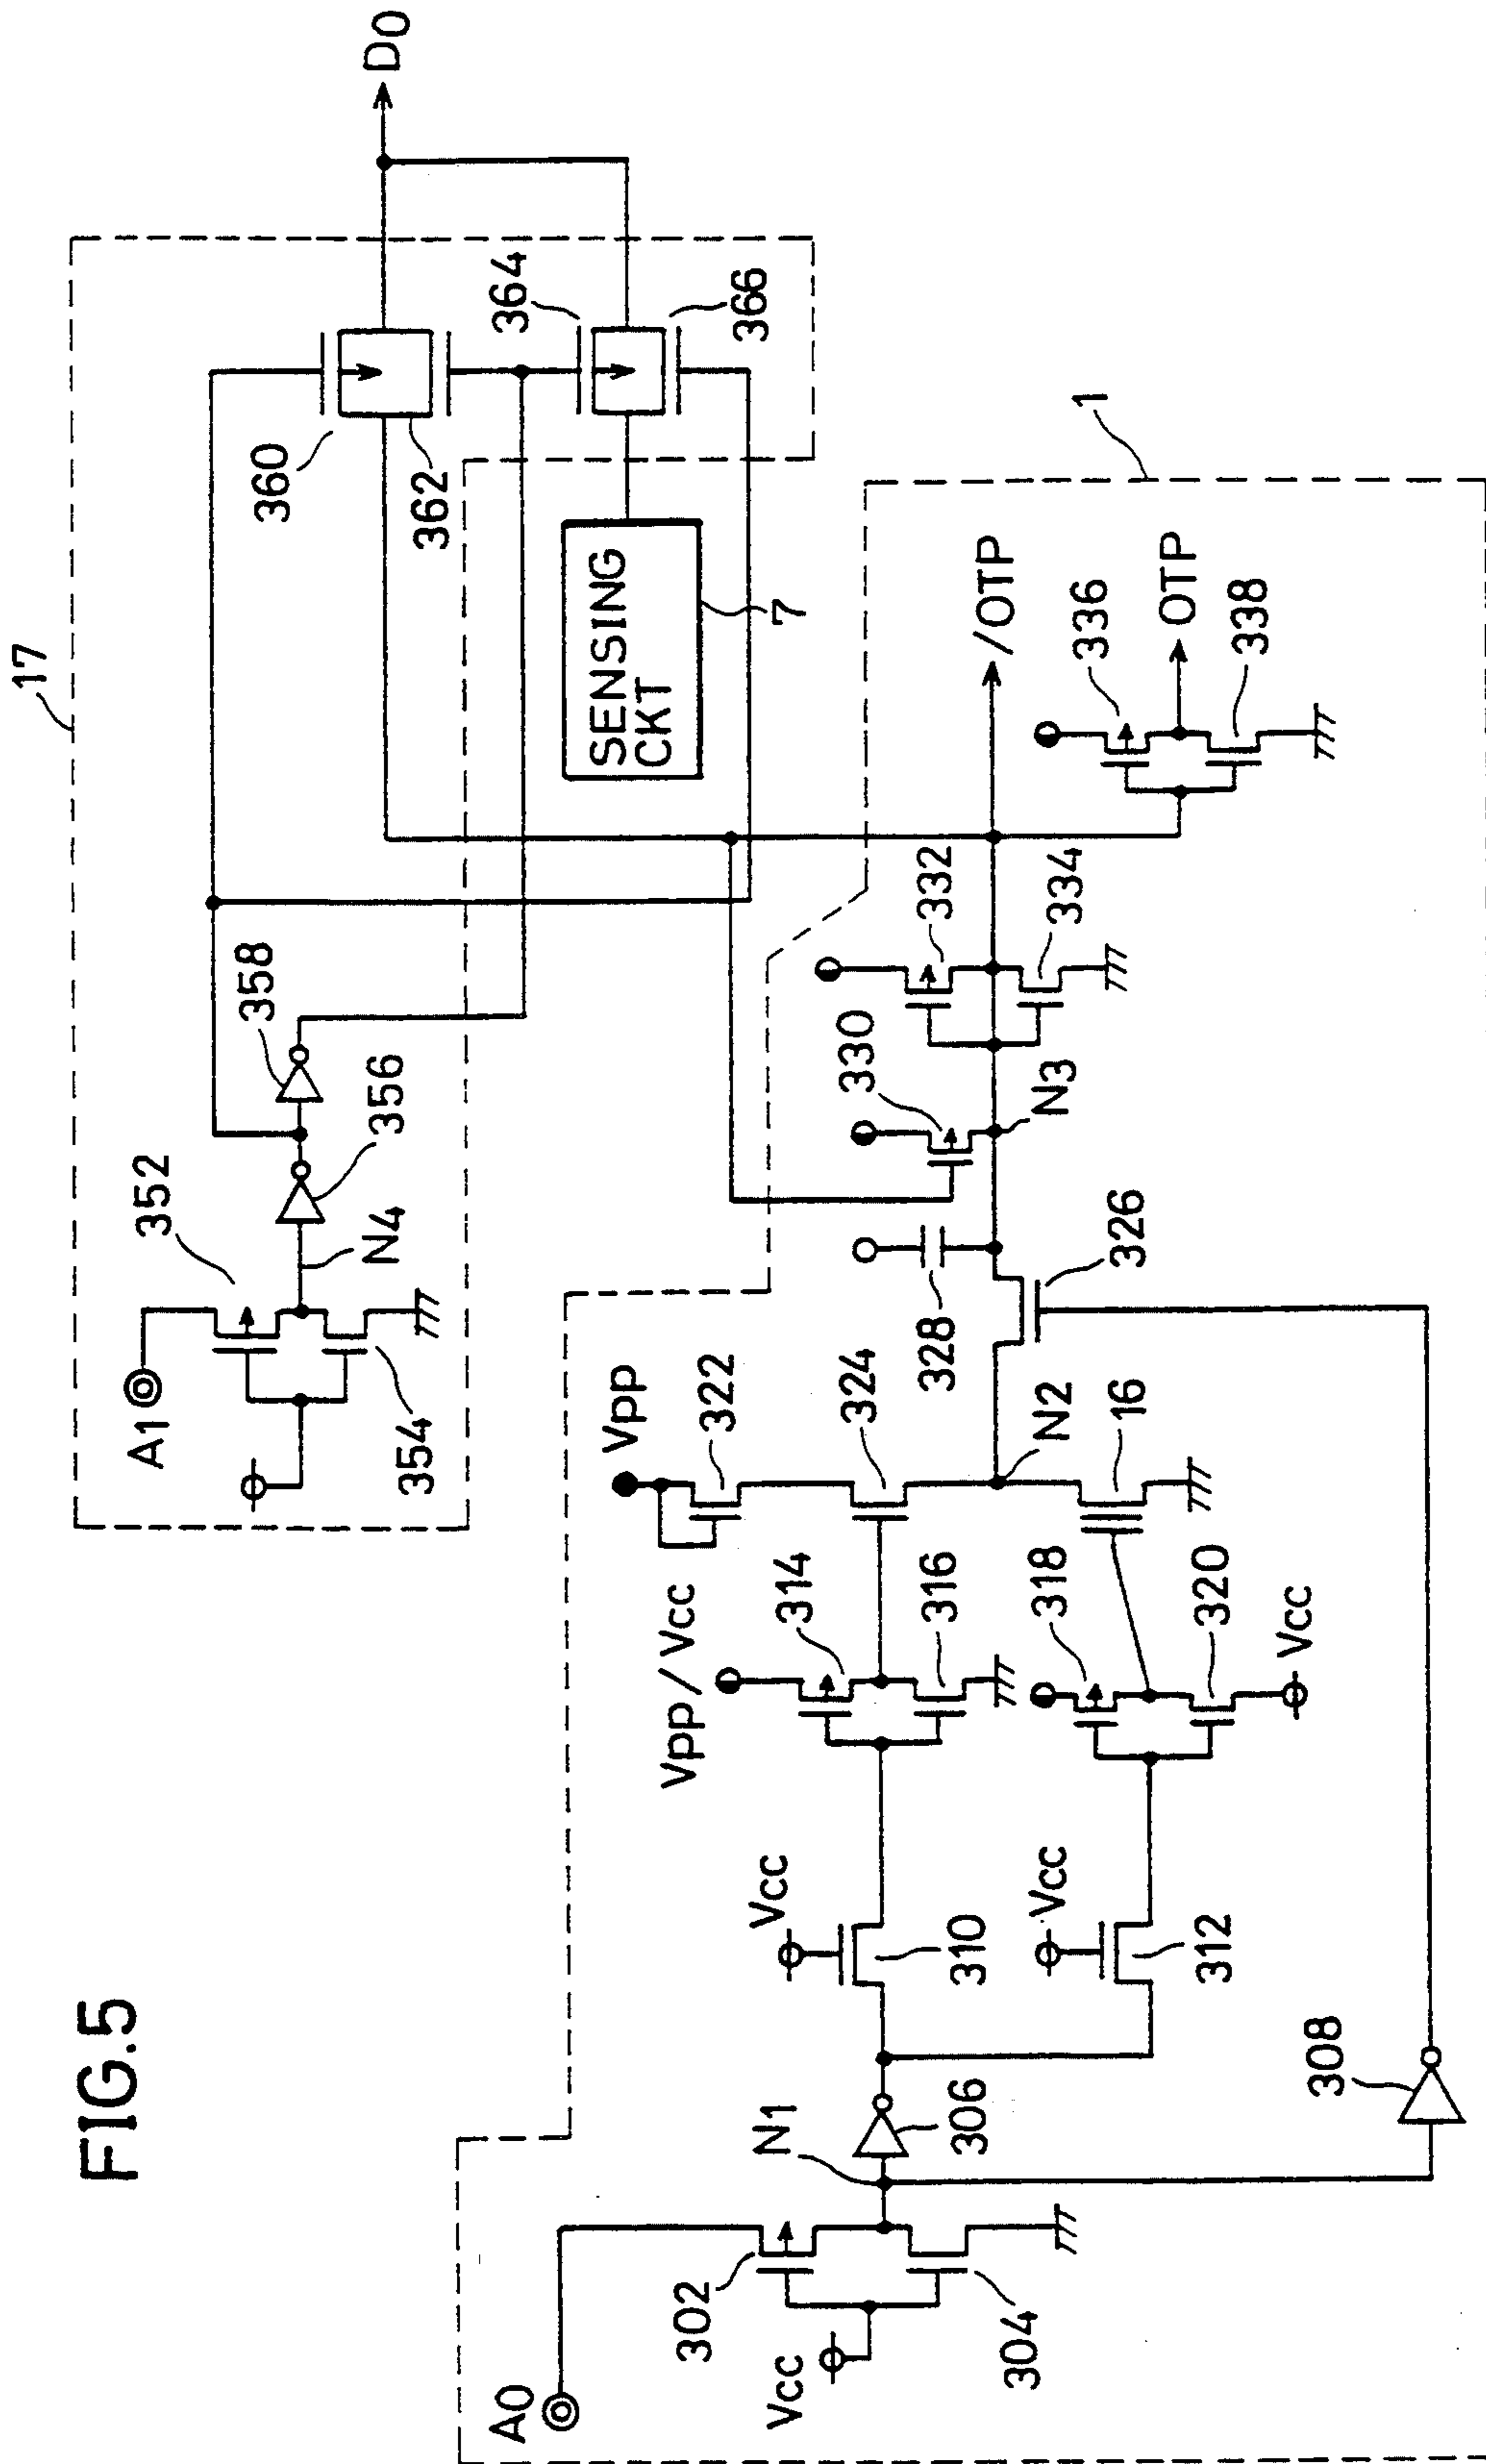 FIG.5
17
A1
352
354
N4
356
358
360
362
364
366
D0
SENSING
CKT
7
1
A0
302
Vcc
304
N1
306
308
Vcc
310
Vcc
312
Vpp/Vcc
314
316
318
320
Vcc
Vpp
322
324
N2
16
326
328
330
N3
332
334
/OTP
336
OTP
338